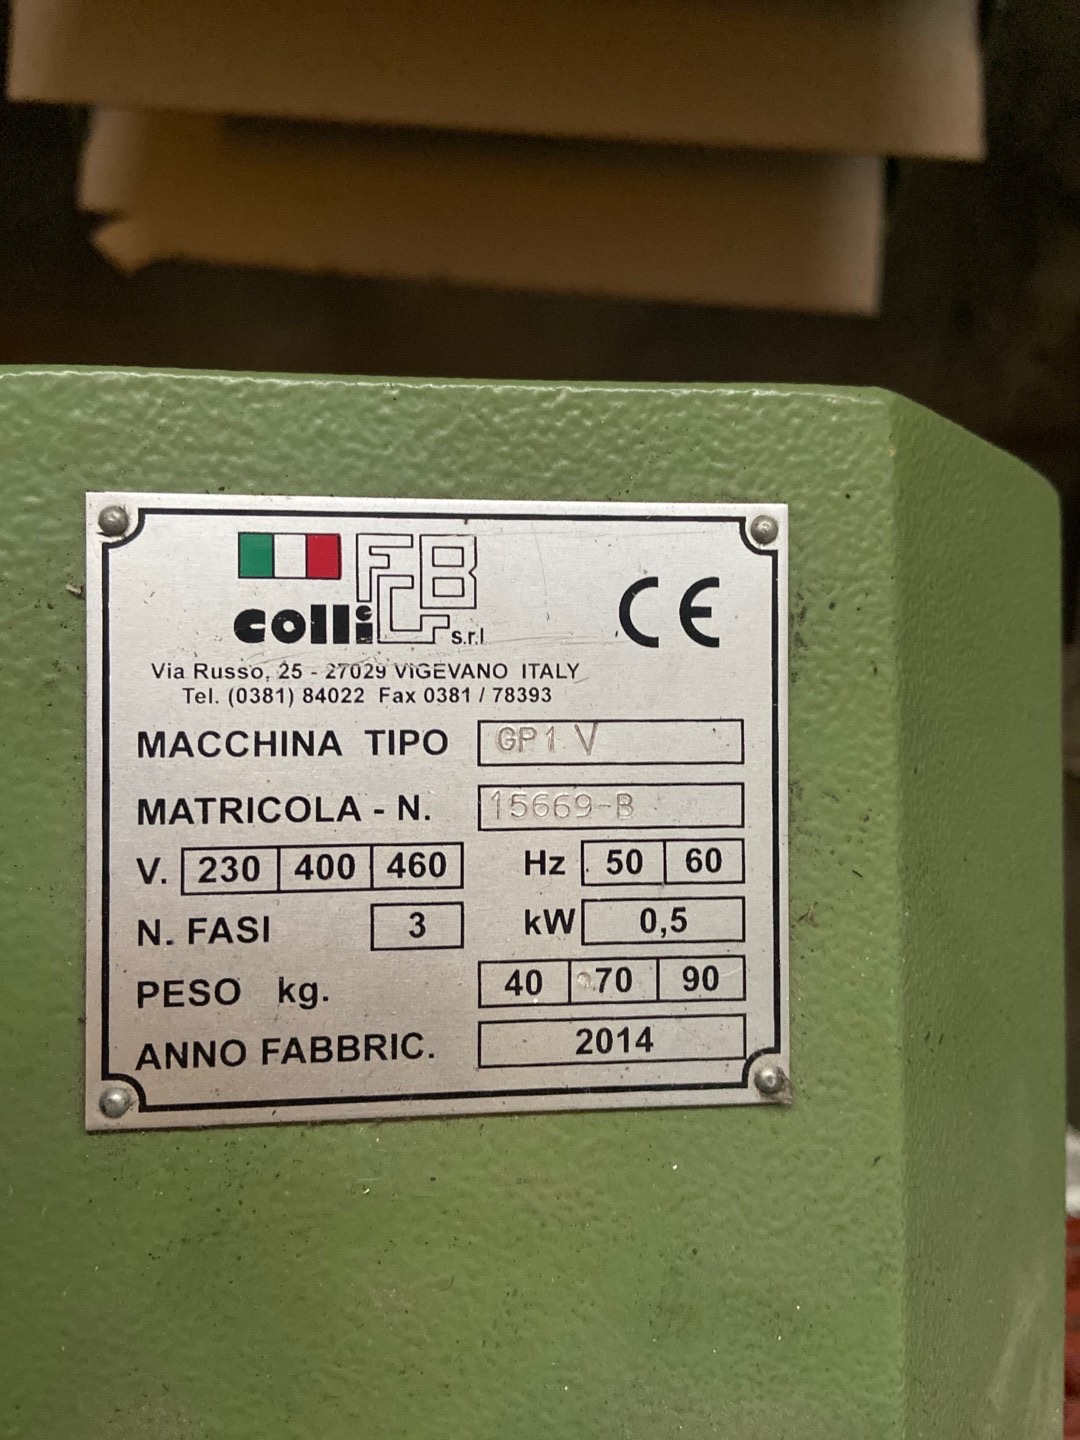 FCB
colli s.r.l
CE
Via Russo, 25 - 27029 VIGEVANO ITALY
Tel. (0381) 84022 Fax 0381 / 78393
MACCHINA TIPO GP1 V
MATRICOLA - N. 15669-B
V. 230 400 460 Hz 50 60
N. FASI 3 kW 0,5
PESO kg. 40 70 90
ANNO FABBRIC. 2014